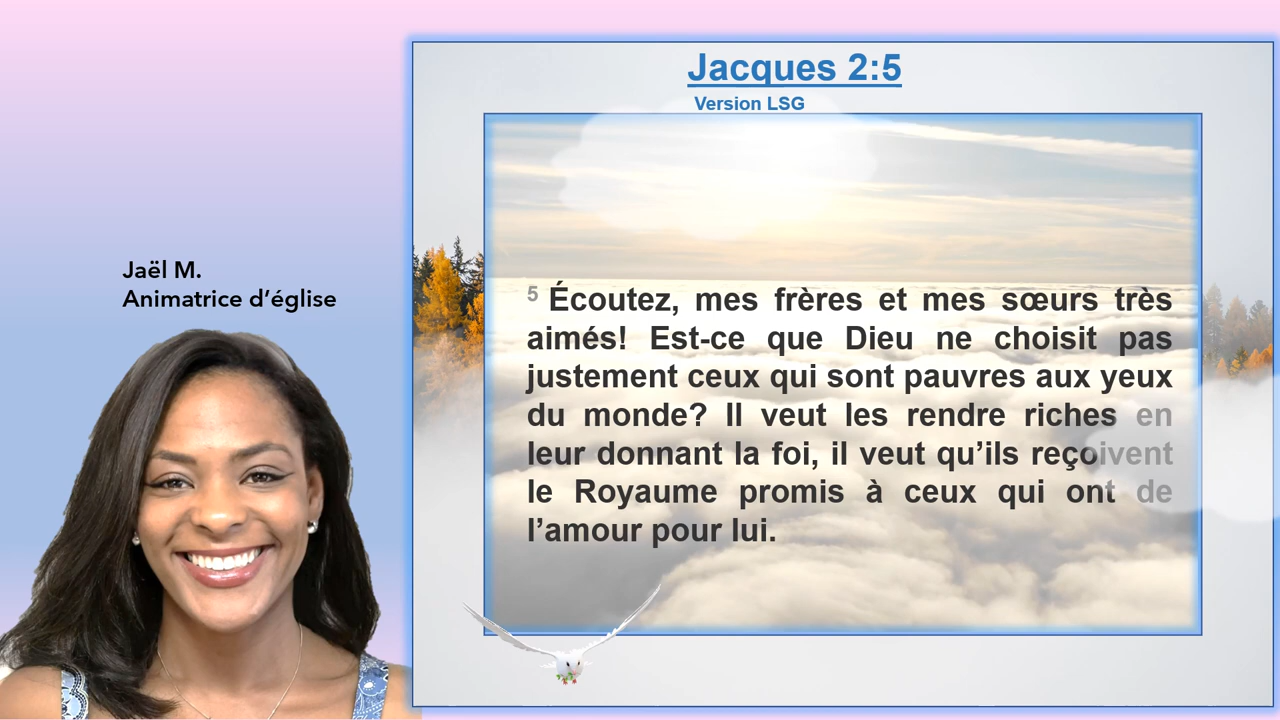 Jacques 2:5
Version LSG
Jaël M.
Animatrice d’église
5 Écoutez, mes frères et mes sœurs très
aimés! Est-ce que Dieu ne choisit pas
justement ceux qui sont pauvres aux yeux
du monde? Il veut les rendre riches en
leur donnant la foi, il veut qu’ils reçoivent
le Royaume promis à ceux qui ont de
l’amour pour lui.